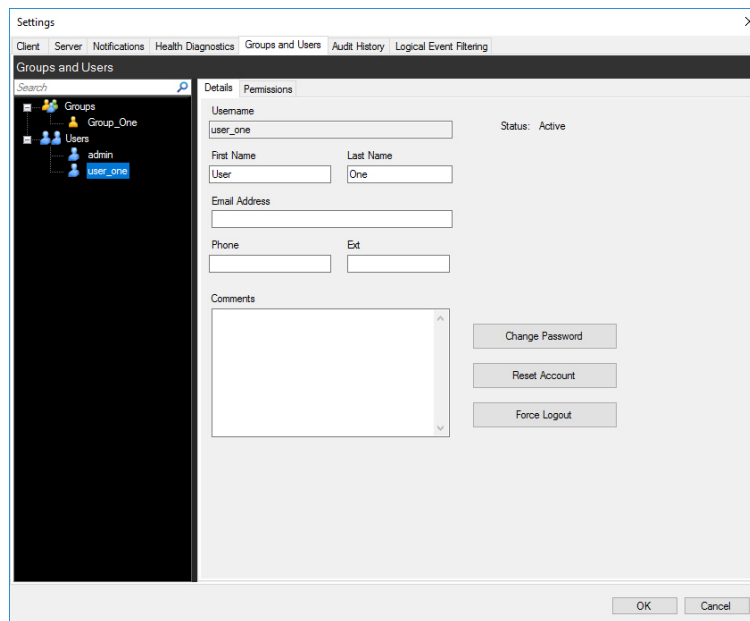 Settings
Client Server Notifications Health Diagnostics Groups and Users Audit History Logical Event Filtering
Groups and Users
Search
Details Permissions
Groups
Group_One
Users
admin
user_one
Username
user_one
Status: Active
First Name Last Name
User One
Email Address
Phone Ext
Comments
Change Password
Reset Account
Force Logout
OK Cancel